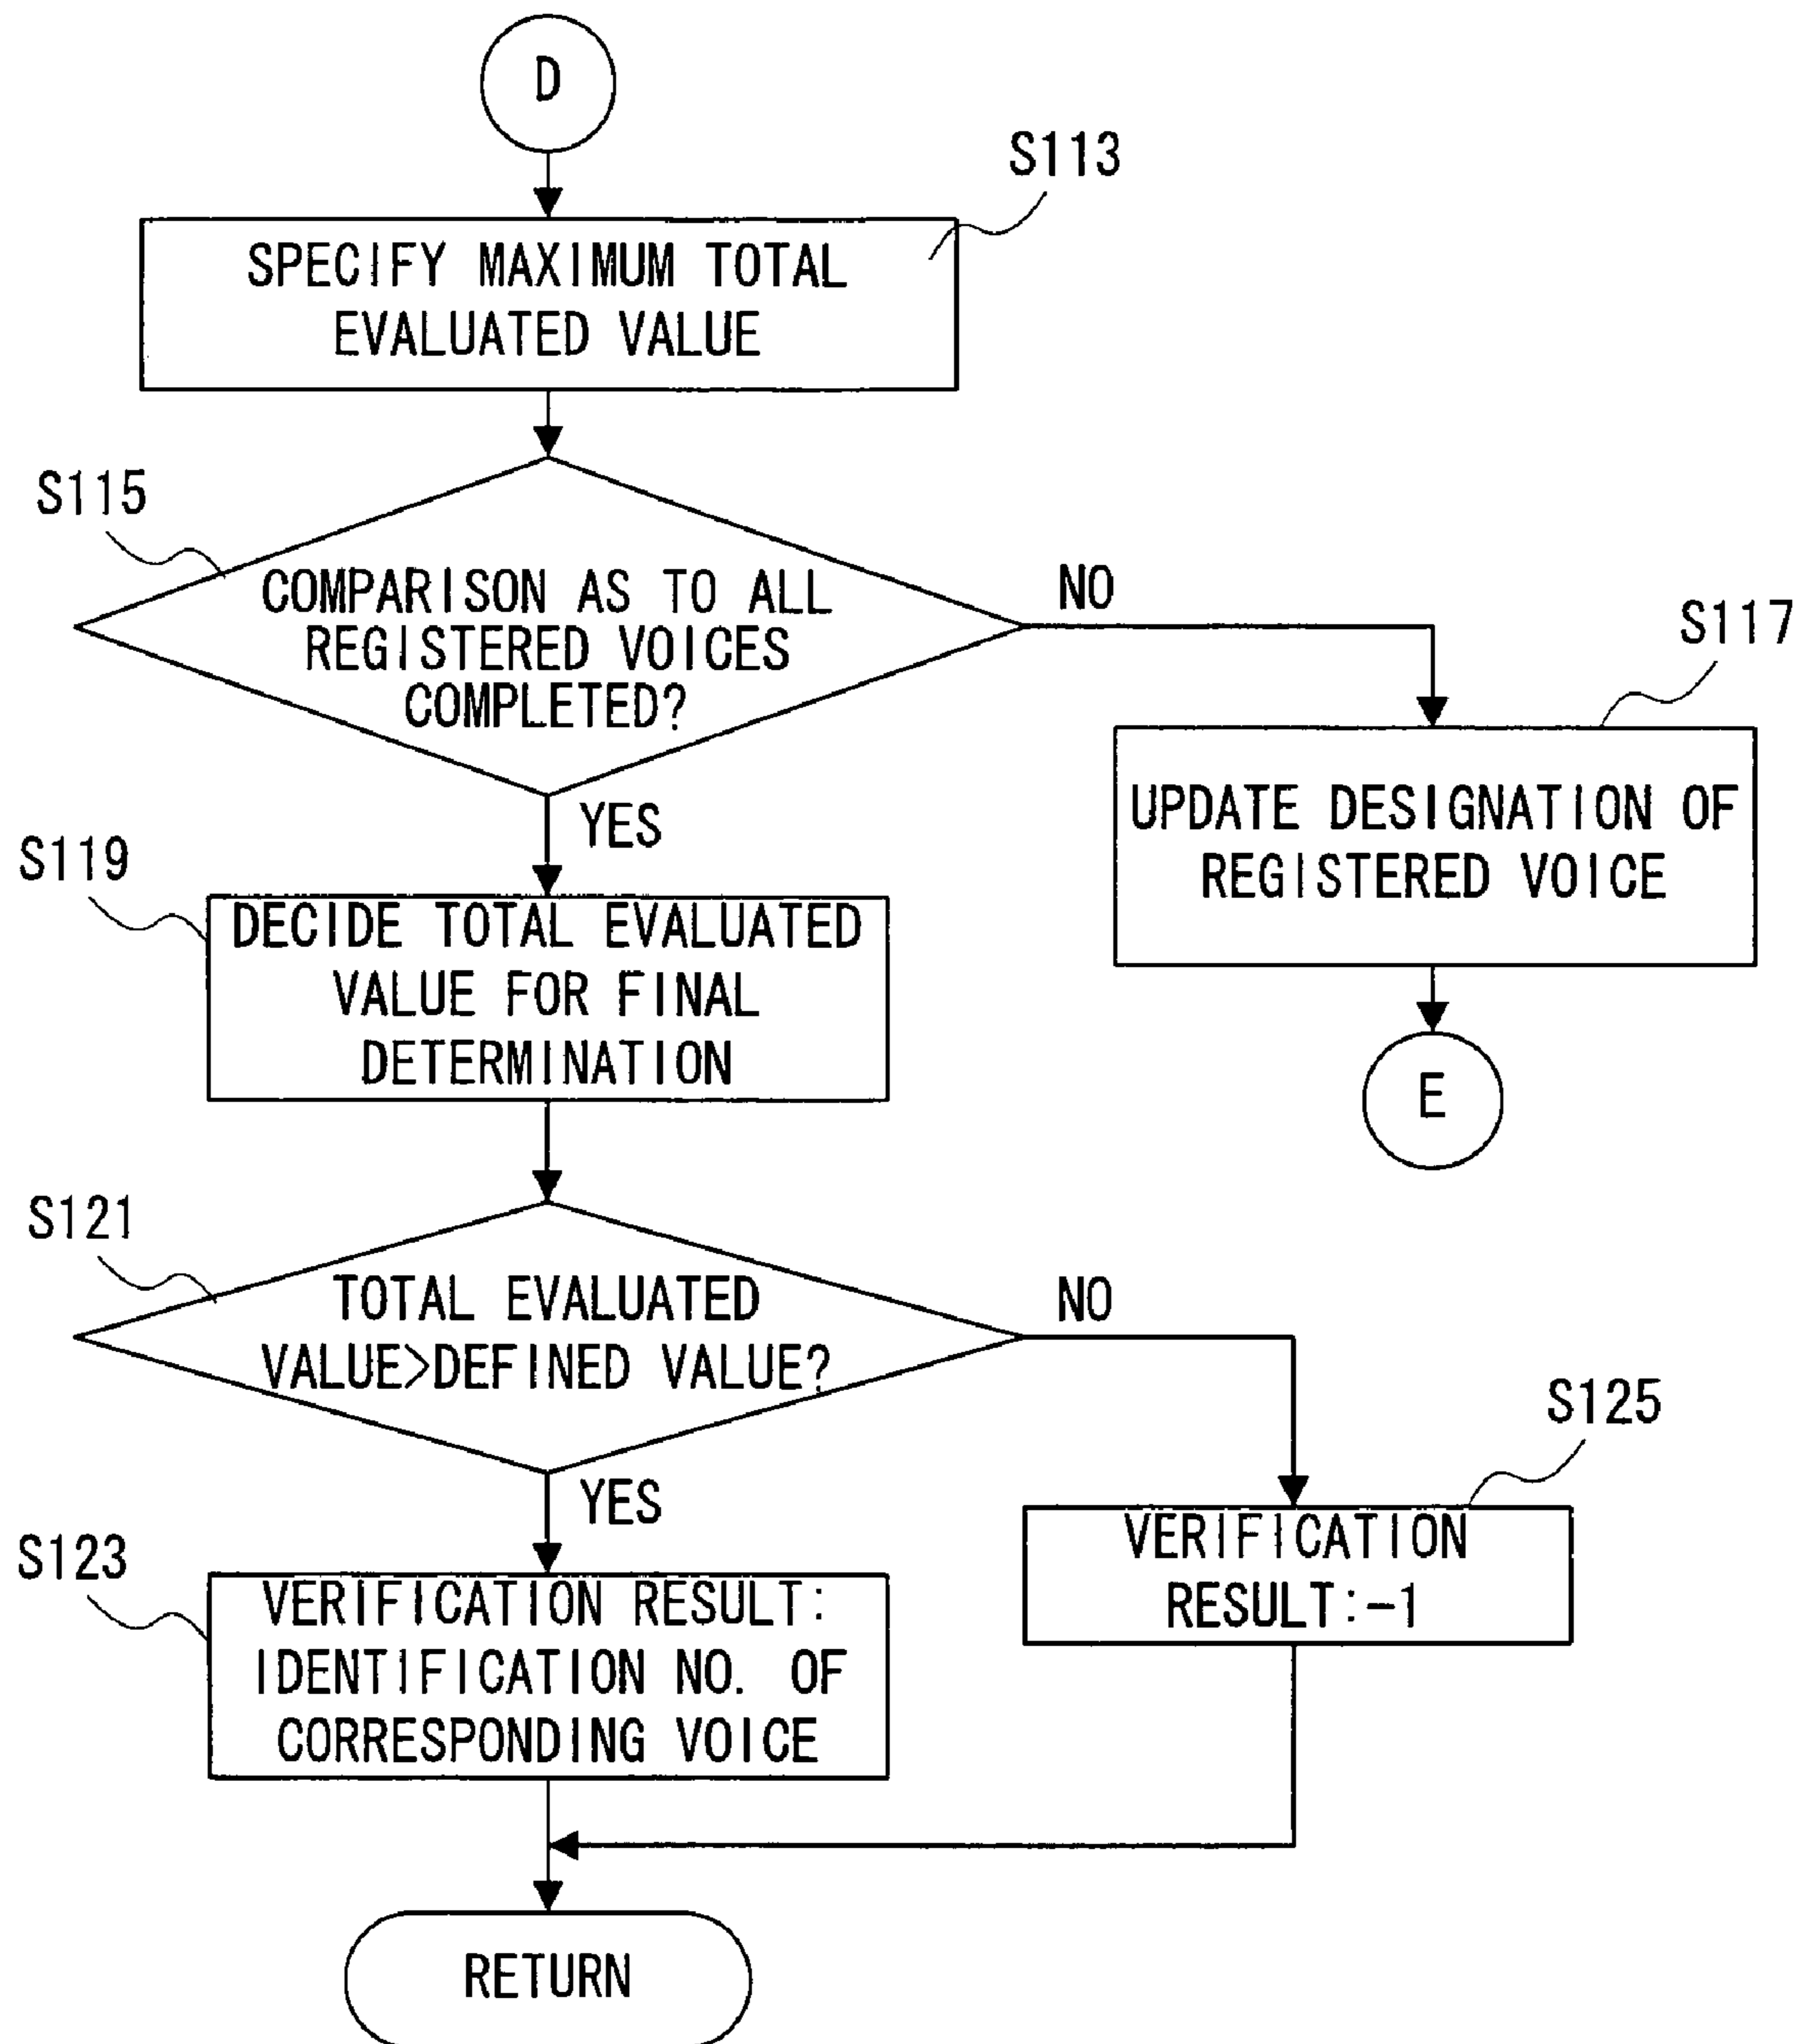 D
S113
SPECIFY MAXIMUM TOTAL
EVALUATED VALUE
S115
COMPARISON AS TO ALL
REGISTERED VOICES
COMPLETED?
NO
S117
UPDATE DESIGNATION OF
REGISTERED VOICE
E
YES
S119
DECIDE TOTAL EVALUATED
VALUE FOR FINAL
DETERMINATION
S121
TOTAL EVALUATED
VALUE>DEFINED VALUE?
NO
S125
VERIFICATION
RESULT:-1
YES
S123
VERIFICATION RESULT:
IDENTIFICATION NO. OF
CORRESPONDING VOICE
RETURN